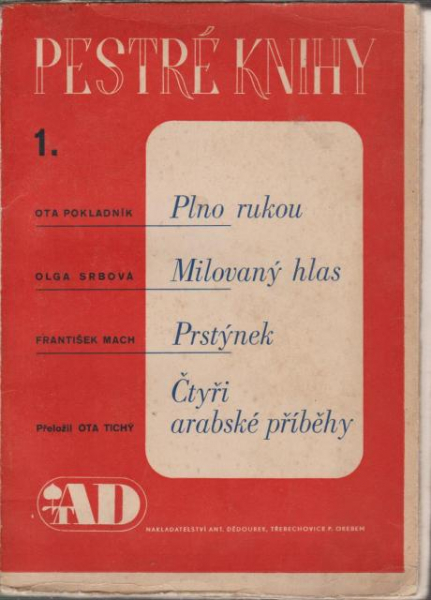 PESTRÉ KNIHY
1.
OTA POKLADNÍK Plno rukou
OLGA SRBOVÁ Milovaný hlas
FRANTIŠEK MACH Prstýnek
Čtyři
Přeložil OTA TICHÝ arabské příběhy
AD
NAKLADATELSTVÍ ANT. DĚDOUREK, TŘEBECHOVICE P. OREBEM